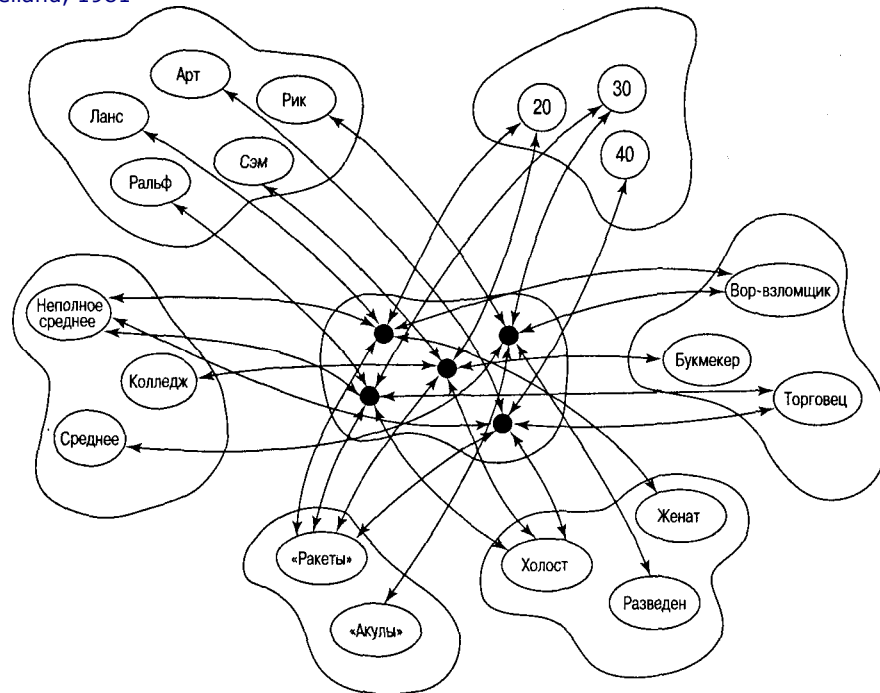 1981
Арт
Рик
Ланс
Сэм
Ральф
20
30
40
Неполное
среднее
Колледж
Среднее
Вор-взломщик
Букмекер
Торговец
«Ракеты»
«Акулы»
Холост
Женат
Разведен